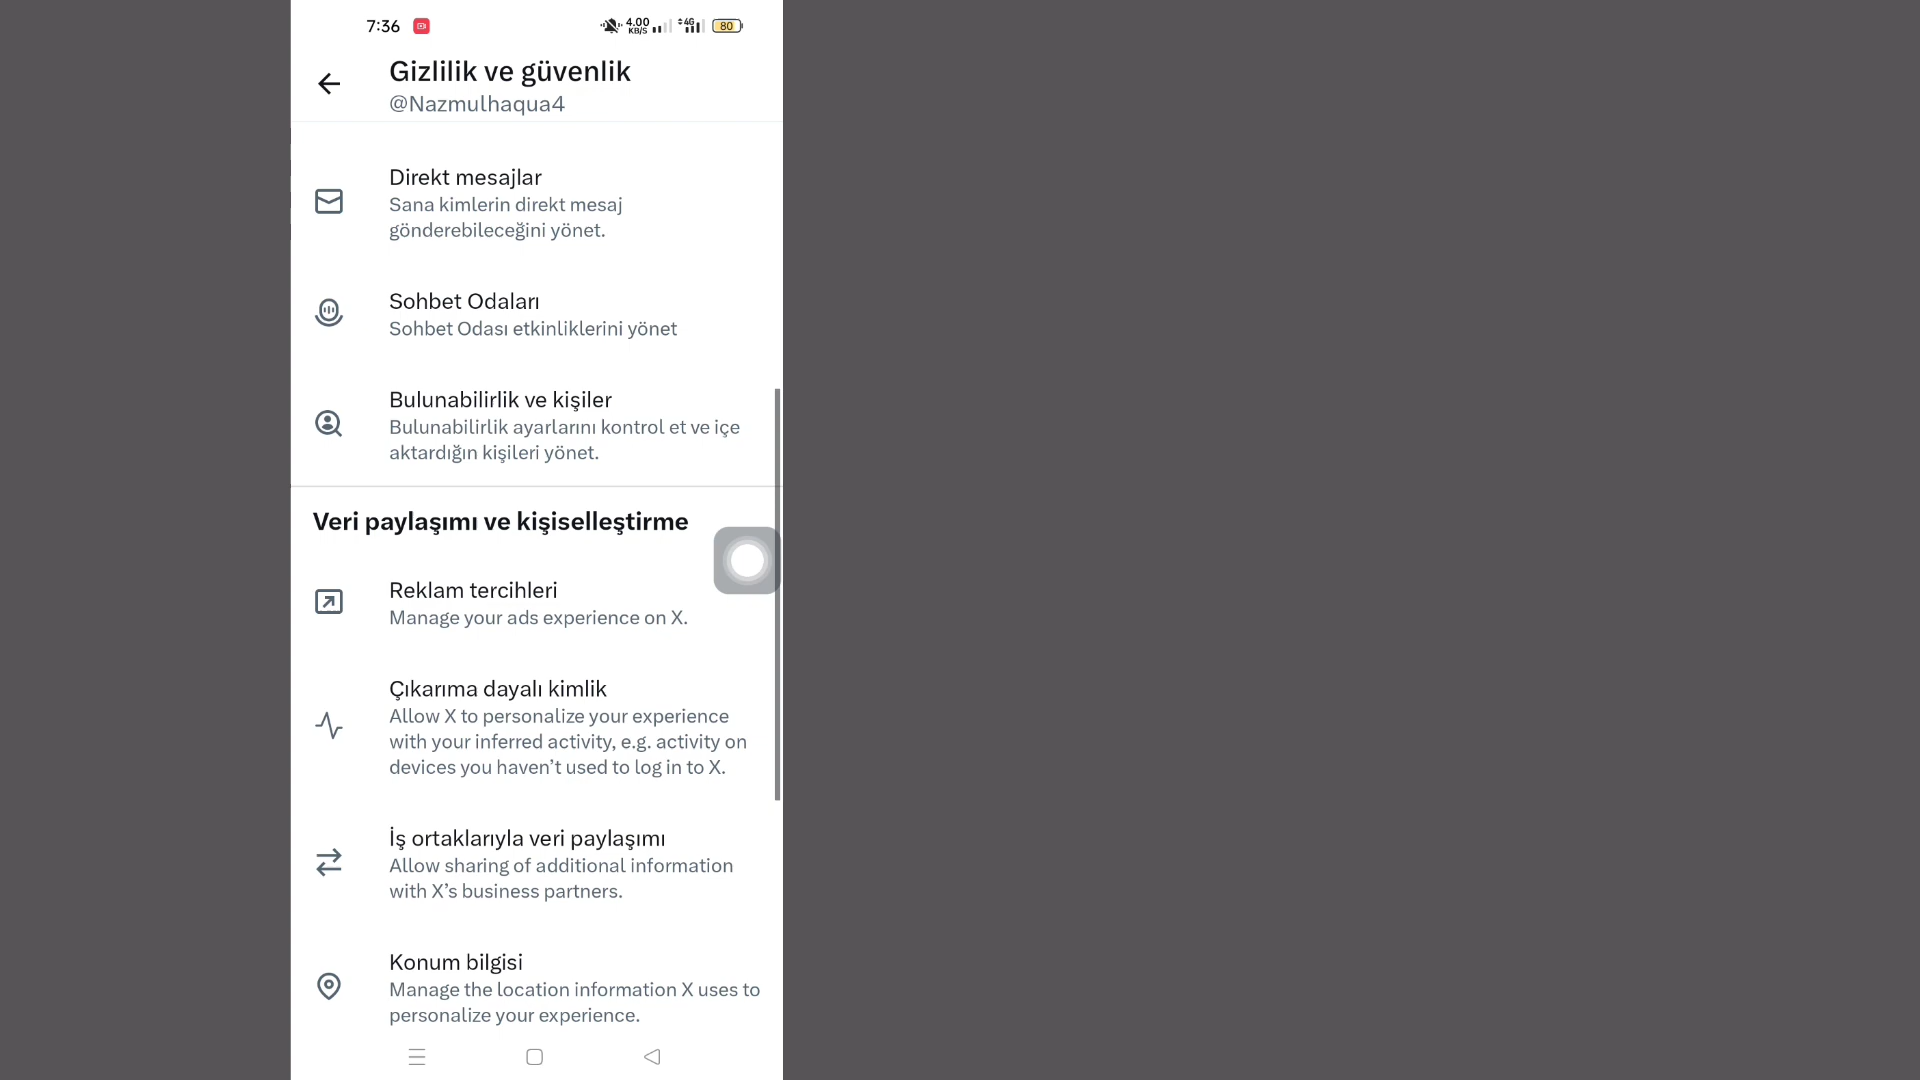 7:36
4.00
KB/S
4G
80
Gizlilik ve güvenlik
@Nazmulhaqua4
Direkt mesajlar
Sana kimlerin direkt mesaj
gönderebileceğini yönet.
Sohbet Odaları
Sohbet Odası etkinliklerini yönet
Bulunabilirlik ve kişiler
Bulunabilirlik ayarlarını kontrol et ve içe
aktardığın kişileri yönet.
Veri paylaşımı ve kişiselleştirme
Reklam tercihleri
Manage your ads experience on X.
Çıkarıma dayalı kimlik
Allow X to personalize your experience
with your inferred activity, e.g. activity on
devices you haven’t used to log in to X.
İş ortaklarıyla veri paylaşımı
Allow sharing of additional information
with X’s business partners.
Konum bilgisi
Manage the location information X uses to
personalize your experience.